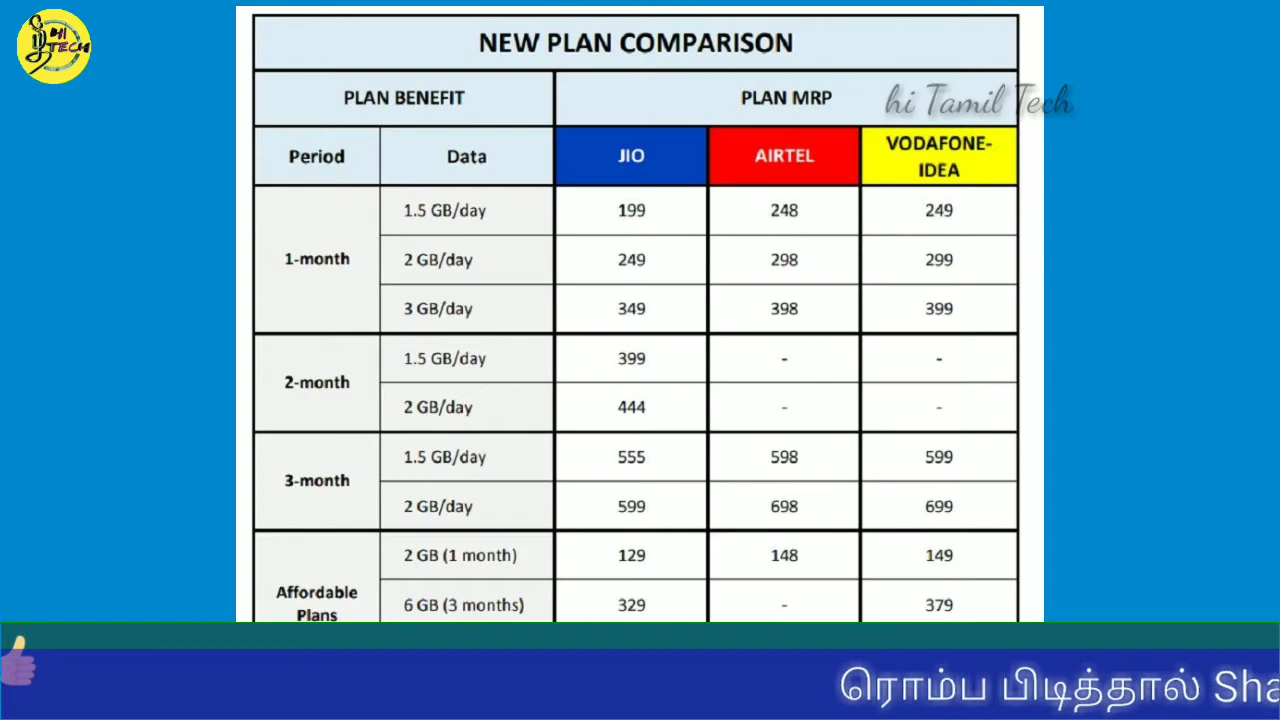 HI
TECH
NEW PLAN COMPARISON
PLAN BENEFIT PLAN MRP
hi Tamil Tech
Period Data JIO AIRTEL VODAFONE-
IDEA
1-month
1.5 GB/day 199 248 249
2 GB/day 249 298 299
3 GB/day 349 398 399
2-month
1.5 GB/day 399 - -
2 GB/day 444 - -
3-month
1.5 GB/day 555 598 599
2 GB/day 599 698 699
Affordable
Plans
2 GB (1 month) 129 148 149
6 GB (3 months) 329 - 379
ரொம்ப பிடித்தால் Sha